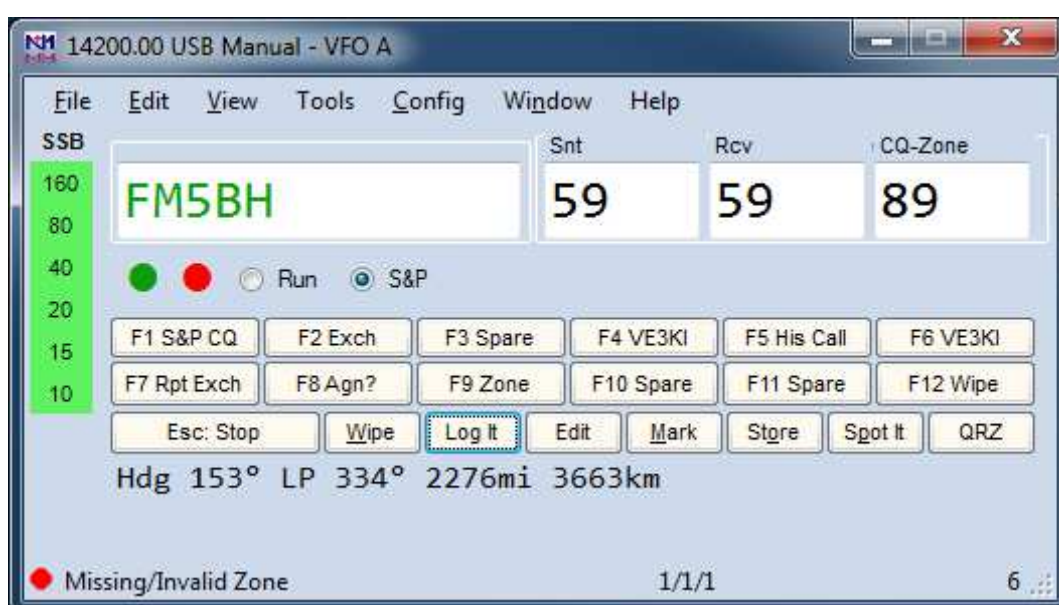 14200.00 USB Manual - VFO A
File Edit View Tools Config Window Help
SSB Snt Rcv CQ-Zone
160
80
40
20
15
10
FM5BH 59 59 89
Run S&P
F1 S&P CQ F2 Exch F3 Spare F4 VE3KI F5 His Call F6 VE3KI
F7 Rpt Exch F8 Agn? F9 Zone F10 Spare F11 Spare F12 Wipe
Esc: Stop Wipe Log It Edit Mark Store Spot It QRZ
Hdg 153° LP 334° 2276mi 3663km
Missing/Invalid Zone 1/1/1 6